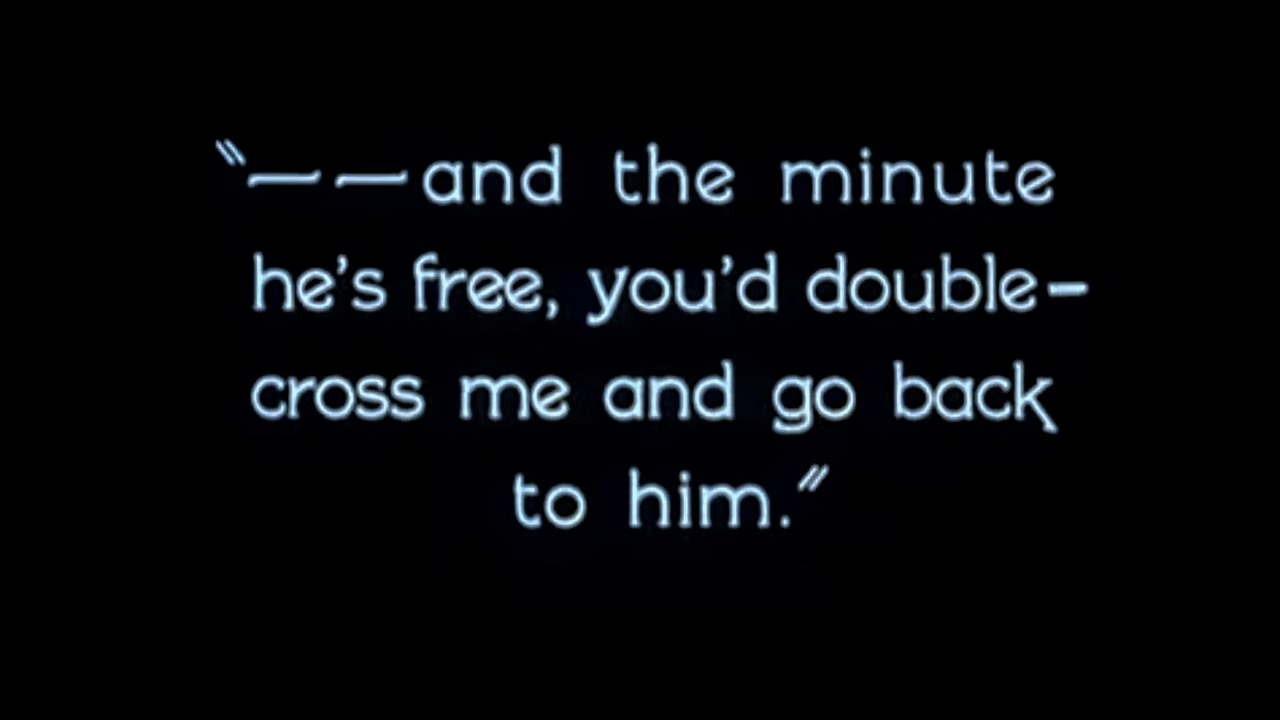 "——and the minute
he's free, you'd double-
cross me and go back
to him."